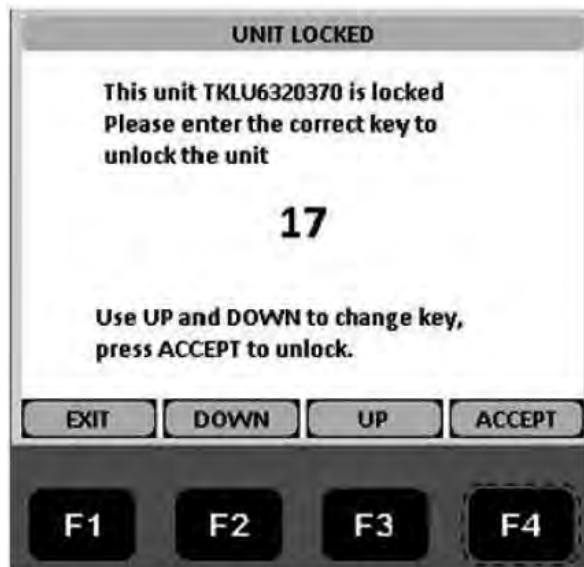 UNIT LOCKED
This unit TKLU6320370 is locked
Please enter the correct key to
unlock the unit
17
Use UP and DOWN to change key,
press ACCEPT to unlock.
EXIT DOWN UP ACCEPT
F1 F2 F3 F4